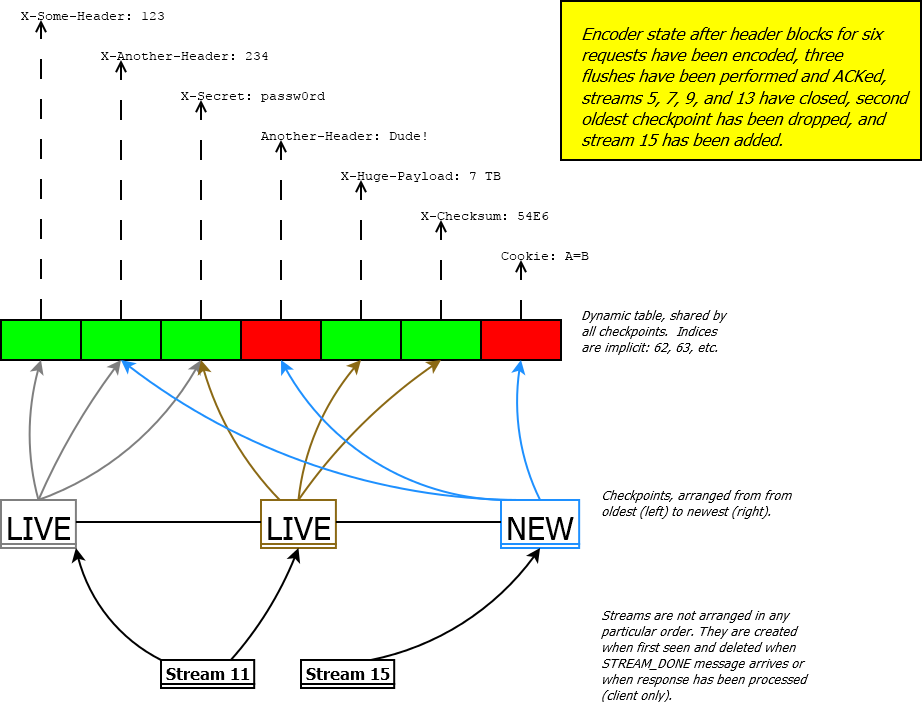 X-Some-Header: 123
X-Another-Header: 234
X-Secret: passw0rd
Another-Header: Dude!
X-Huge-Payload: 7 TB
X-Checksum: 54E6
Cookie: A=B
Encoder state after header blocks for six
requests have been encoded, three
flushes have been performed and ACKed,
streams 5, 7, 9, and 13 have closed, second
oldest checkpoint has been dropped, and
stream 15 has been added.
Dynamic table, shared by
all checkpoints.  Indices
are implicit: 62, 63, etc.
LIVE
LIVE
NEW
Checkpoints, arranged from from
oldest (left) to newest (right).
Stream 11
Stream 15
Streams are not arranged in any
particular order. They are created
when first seen and deleted when
STREAM_DONE message arrives or
when response has been processed
(client only).